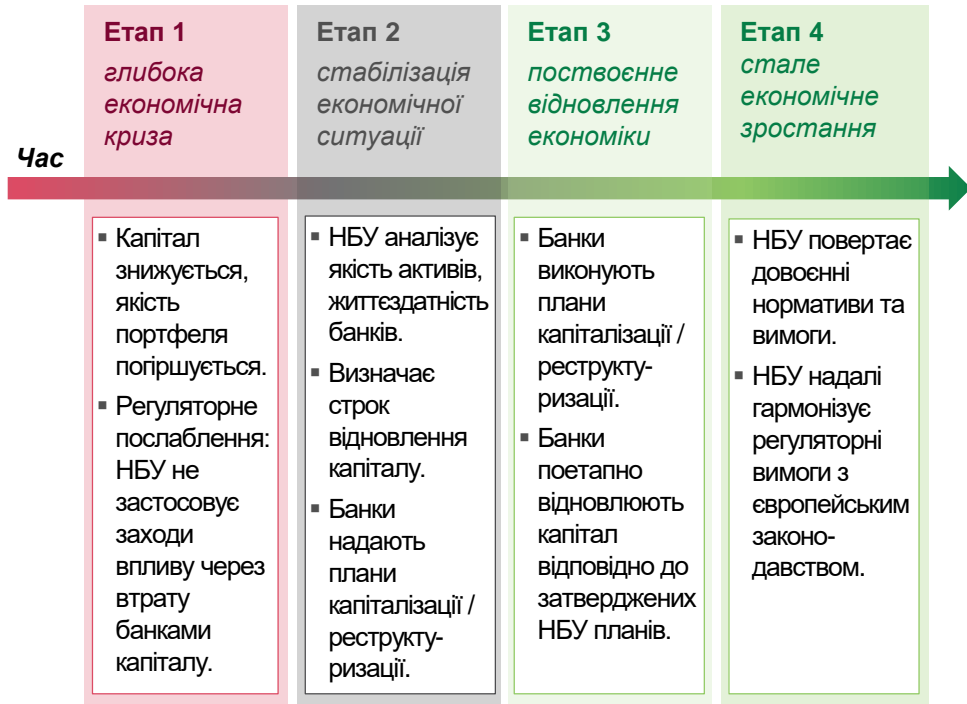 Етап 1
глибока
економічна
криза
Етап 2
стабілізація
економічної
ситуації
Етап 3
повоєнне
відновлення
економіки
Етап 4
стале
економічне
зростання
Час
▪ Капітал
знижується,
якість
портфеля
погіршується.
▪ Регуляторне
послаблення:
НБУ не
застосовує
заходи
впливу через
втрату
банками
капіталу.
▪ НБУ аналізує
якість активів,
життєздатність
банків.
▪ Визначає
строк
відновлення
капіталу.
▪ Банки
надають
плани
капіталізації /
реструкту-
ризації.
▪ Банки
виконують
плани
капіталізації /
реструкту-
ризації.
▪ Банки
поетапно
відновлюють
капітал
відповідно до
затверджених
НБУ планів.
▪ НБУ повертає
довоєнні
нормативи та
вимоги.
▪ НБУ надалі
гармонізує
регуляторні
вимоги з
європейським
законо-
давством.